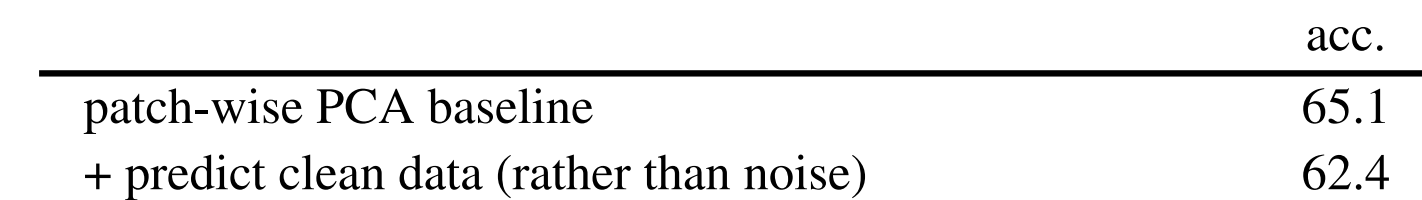 acc.
patch-wise PCA baseline 65.1
+ predict clean data (rather than noise) 62.4